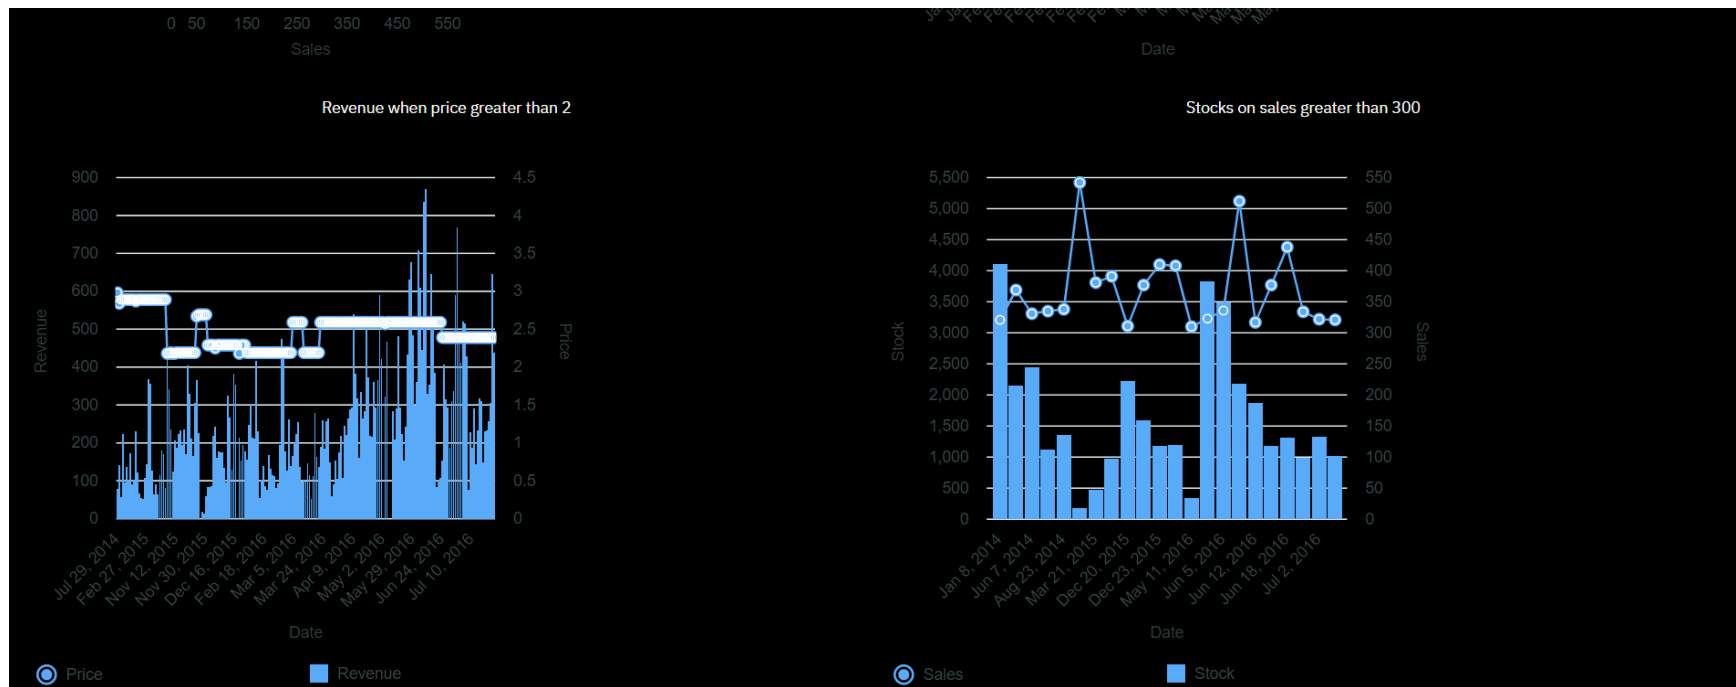 0 50 150 250 350 450 550
Sales
Date
Revenue when price greater than 2
900
800
700
600
500
400
300
200
100
0
Revenue
4.5
4
3.5
3
2.5
2
1.5
1
0.5
0
Price
Jul 29, 2014
Feb 27, 2015
Nov 12, 2015
Nov 30, 2015
Dec 16, 2015
Feb 18, 2016
Mar 5, 2016
Mar 24, 2016
Apr 9, 2016
May 2, 2016
May 29, 2016
Jun 24, 2016
Jul 10, 2016
Date
Price
Revenue
Stocks on sales greater than 300
5,500
5,000
4,500
4,000
3,500
3,000
2,500
2,000
1,500
1,000
500
0
Stock
550
500
450
400
350
300
250
200
150
100
50
0
Sales
Jan 8, 2014
Jun 7, 2014
Aug 23, 2014
Mar 21, 2015
Dec 20, 2015
Dec 23, 2015
May 11, 2016
Jun 5, 2016
Jun 12, 2016
Jun 18, 2016
Jul 2, 2016
Date
Sales
Stock